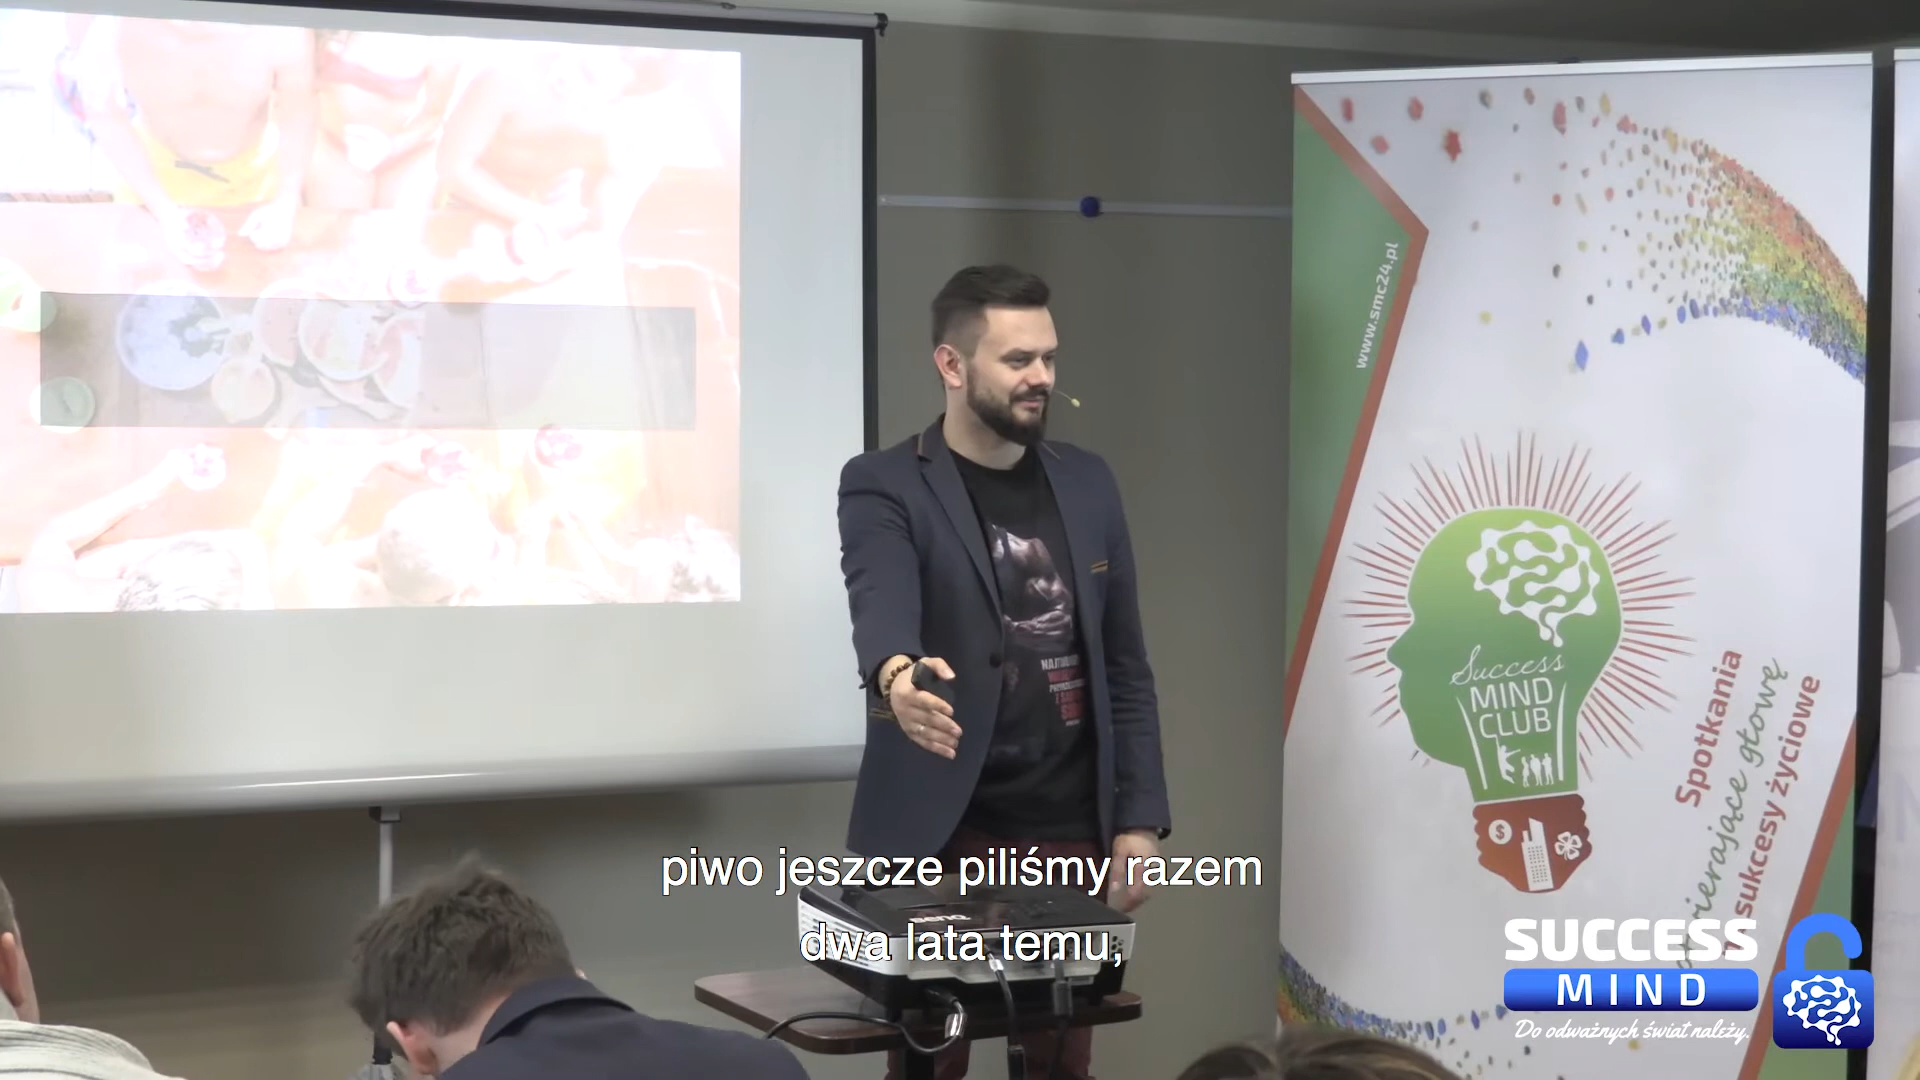 www.smc24.pl
Success
MIND
CLUB
Spotkania
głowę
sukcesy życiowe
BenQ
piwo jeszcze piliśmy razem
dwa lata temu,
SUCCESS
MIND
Do odważnych świat należy.